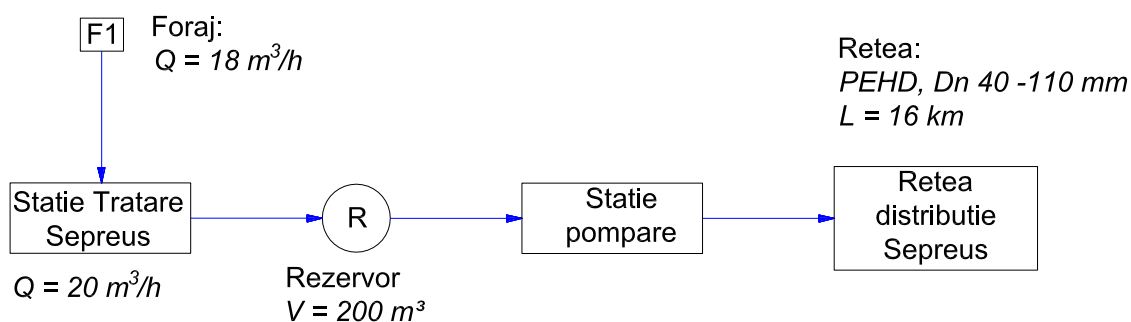 F1
Foraj:
Q = 18 m³/h
Retea:
PEHD, Dn 40 -110 mm
L = 16 km
Statie Tratare
Sepreus
Q = 20 m³/h
R
Rezervor
V = 200 m³
Statie
pompare
Retea
distributie
Sepreus